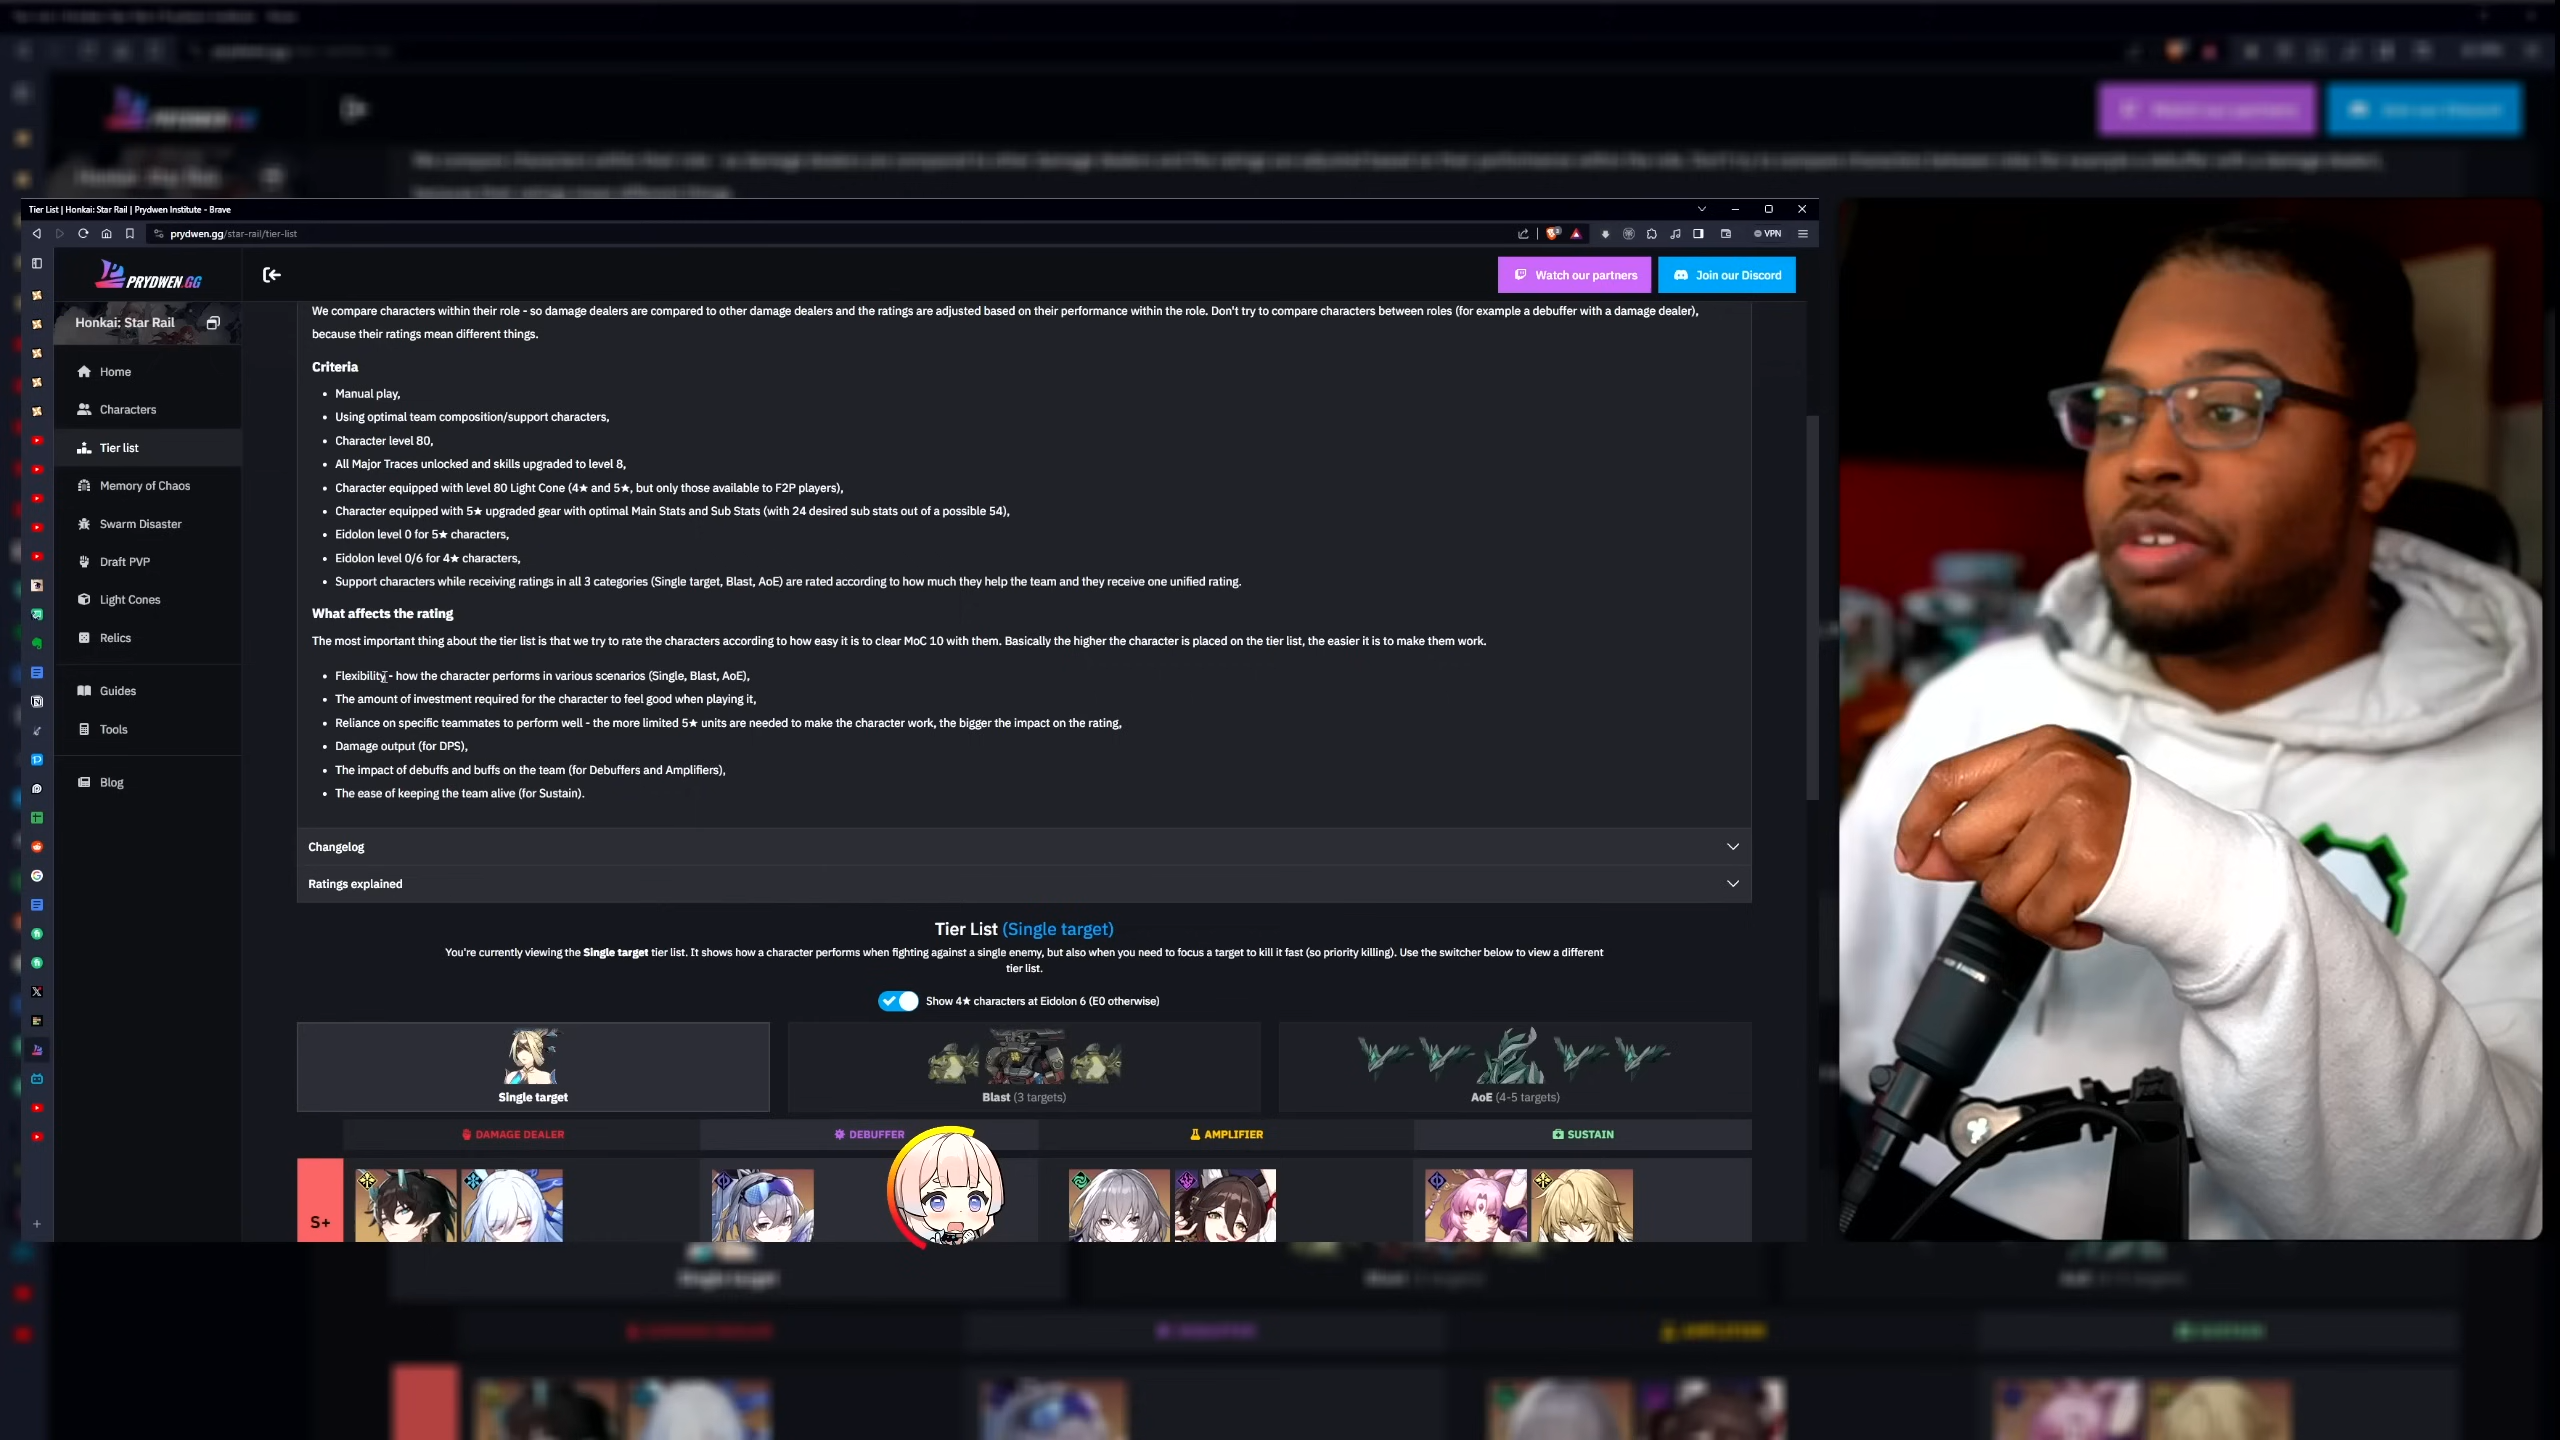 Tier List | Honkai: Star Rail | Prydwen Institute - Brave
prydwen.gg/star-rail/tier-list
VPN
PRYDWEN.GG
Watch our partners
Join our Discord
Honkai: Star Rail
Home
Characters
Tier list
Memory of Chaos
Swarm Disaster
Draft PVP
Light Cones
Relics
Guides
Tools
Blog
We compare characters within their role - so damage dealers are compared to other damage dealers and the ratings are adjusted based on their performance within the role. Don't try to compare characters between roles (for example a debuffer with a damage dealer),
because their ratings mean different things.
Criteria
• Manual play,
• Using optimal team composition/support characters,
• Character level 80,
• All Major Traces unlocked and skills upgraded to level 8,
• Character equipped with level 80 Light Cone (4★ and 5★, but only those available to F2P players),
• Character equipped with 5★ upgraded gear with optimal Main Stats and Sub Stats (with 24 desired sub stats out of a possible 54),
• Eidolon level 0 for 5★ characters,
• Eidolon level 0/6 for 4★ characters,
• Support characters while receiving ratings in all 3 categories (Single target, Blast, AoE) are rated according to how much they help the team and they receive one unified rating.
What affects the rating
The most important thing about the tier list is that we try to rate the characters according to how easy it is to clear MoC 10 with them. Basically the higher the character is placed on the tier list, the easier it is to make them work.
• Flexibility - how the character performs in various scenarios (Single, Blast, AoE),
• The amount of investment required for the character to feel good when playing it,
• Reliance on specific teammates to perform well - the more limited 5★ units are needed to make the character work, the bigger the impact on the rating,
• Damage output (for DPS),
• The impact of debuffs and buffs on the team (for Debuffers and Amplifiers),
• The ease of keeping the team alive (for Sustain).
Changelog
Ratings explained
Tier List (Single target)
You're currently viewing the Single target tier list. It shows how a character performs when fighting against a single enemy, but also when you need to focus a target to kill it fast (so priority killing). Use the switcher below to view a different
tier list.
Show 4★ characters at Eidolon 6 (E0 otherwise)
Single target
Blast (3 targets)
AoE (4-5 targets)
DAMAGE DEALER
DEBUFFER
AMPLIFIER
SUSTAIN
S+